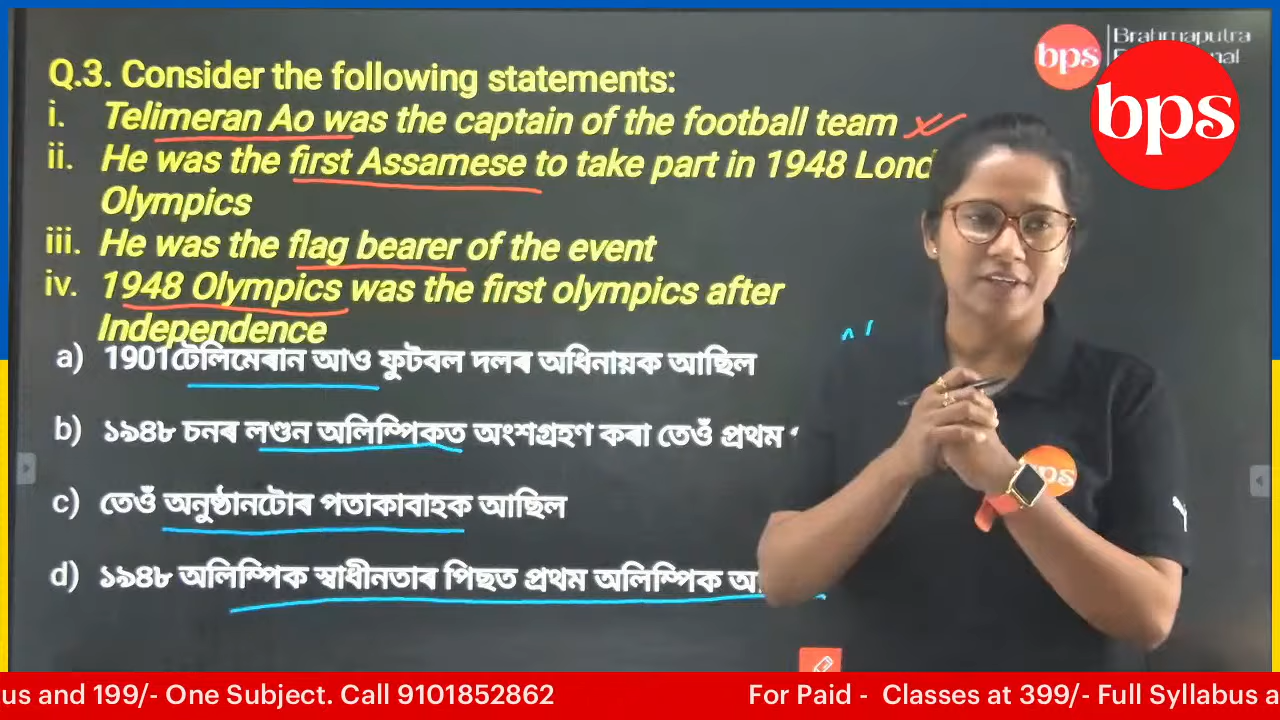 Q.3. Consider the following statements:
i. Telimeran Ao was the captain of the football team
ii. He was the first Assamese to take part in 1948 Lond
Olympics
iii. He was the flag bearer of the event
iv. 1948 Olympics was the first olympics after
Independence
a) 1901টেলিমেৰান আও ফুটবল দলৰ অধিনায়ক আছিল
b) ১৯৪৮ চনৰ লণ্ডন অলিম্পিকত অংশগ্ৰহণ কৰা তেওঁ প্ৰথম
c) তেওঁ অনুষ্ঠানটোৰ পতাকাবাহক আছিল
d) ১৯৪৮ অলিম্পিক স্বাধীনতাৰ পিছত প্ৰথম অলিম্পিক আ
bps Brahmaputra
bps
bps
us and 199/- One Subject. Call 9101852862
For Paid - Classes at 399/- Full Syllabus a